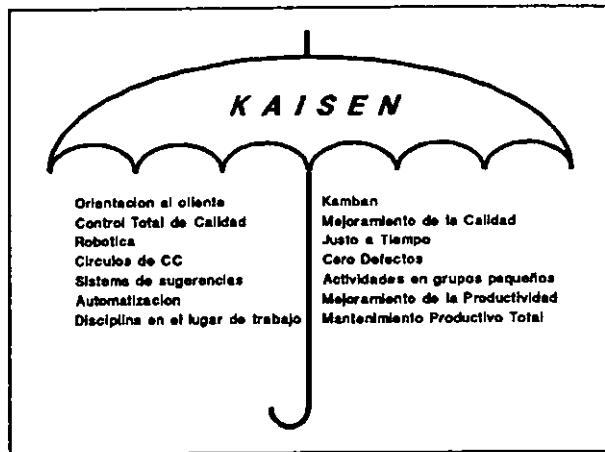 KAISEN
Orientacion al cliente
Control Total de Calidad
Robotica
Circulos de CC
Sistema de sugerencias
Automatizacion
Disciplina en el lugar de trabajo
Kamban
Mejoramiento de la Calidad
Justo a Tiempo
Cero Defectos
Actividades en grupos pequeños
Mejoramiento de la Productividad
Mantenimiento Productivo Total